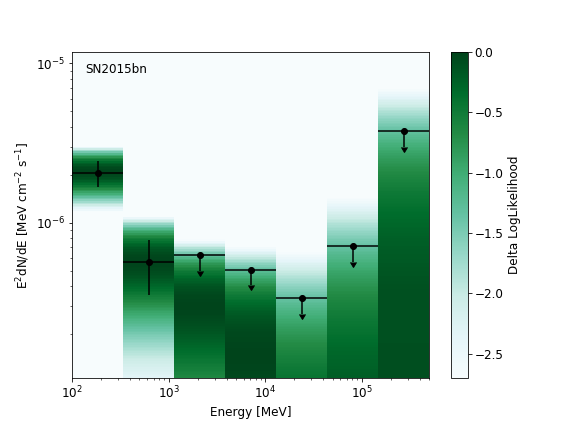 SN2015bn
10⁻⁵
10⁻⁶
E²dN/dE [MeV cm⁻² s⁻¹]
10² 10³ 10⁴ 10⁵
Energy [MeV]
0.0
−0.5
−1.0
−1.5
−2.0
−2.5
Delta LogLikelihood